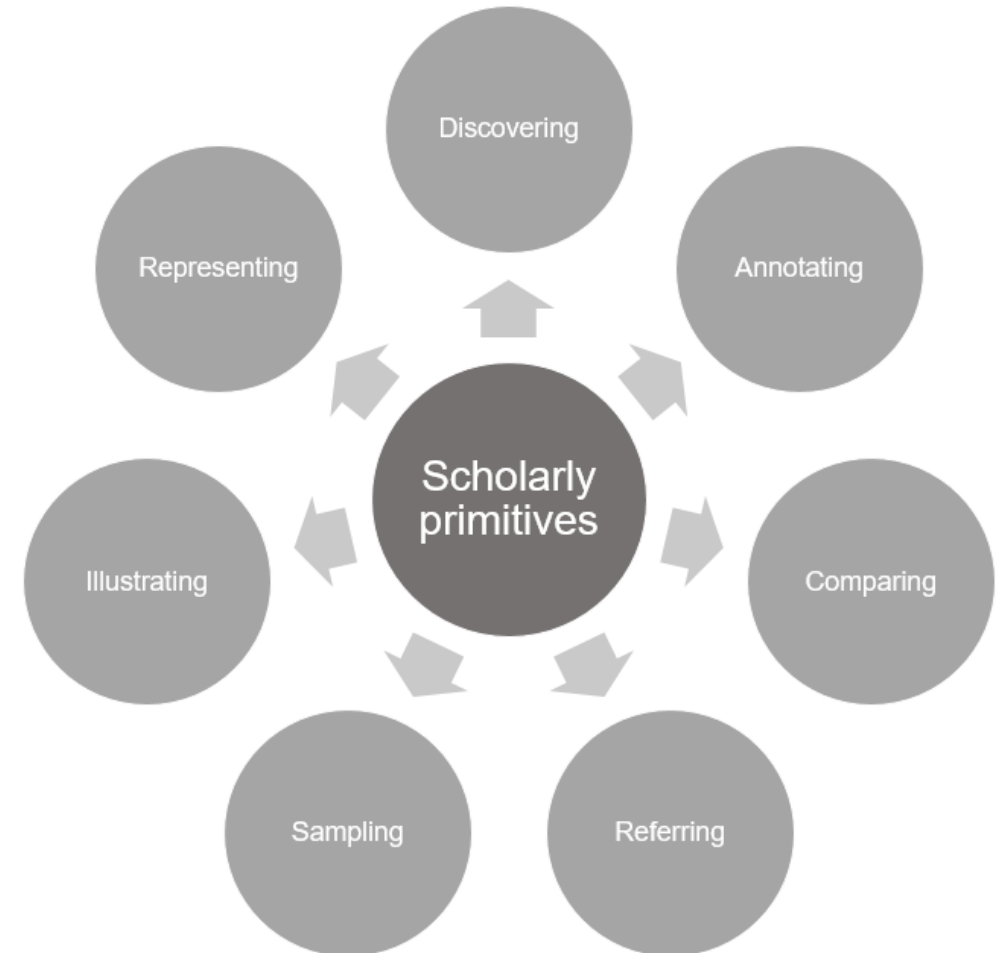 Discovering
Annotating
Comparing
Referring
Sampling
Illustrating
Representing
Scholarly
primitives